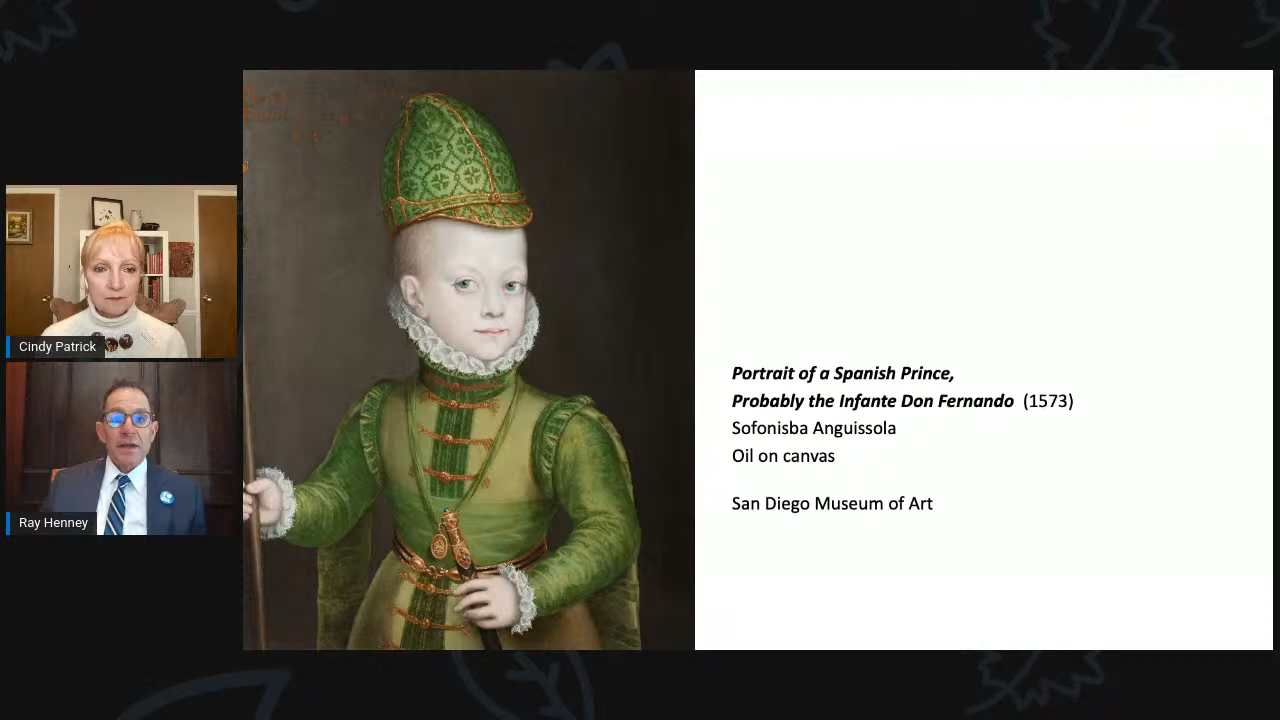 Cindy Patrick
Ray Henney
Portrait of a Spanish Prince,
Probably the Infante Don Fernando (1573)
Sofonisba Anguissola
Oil on canvas
San Diego Museum of Art